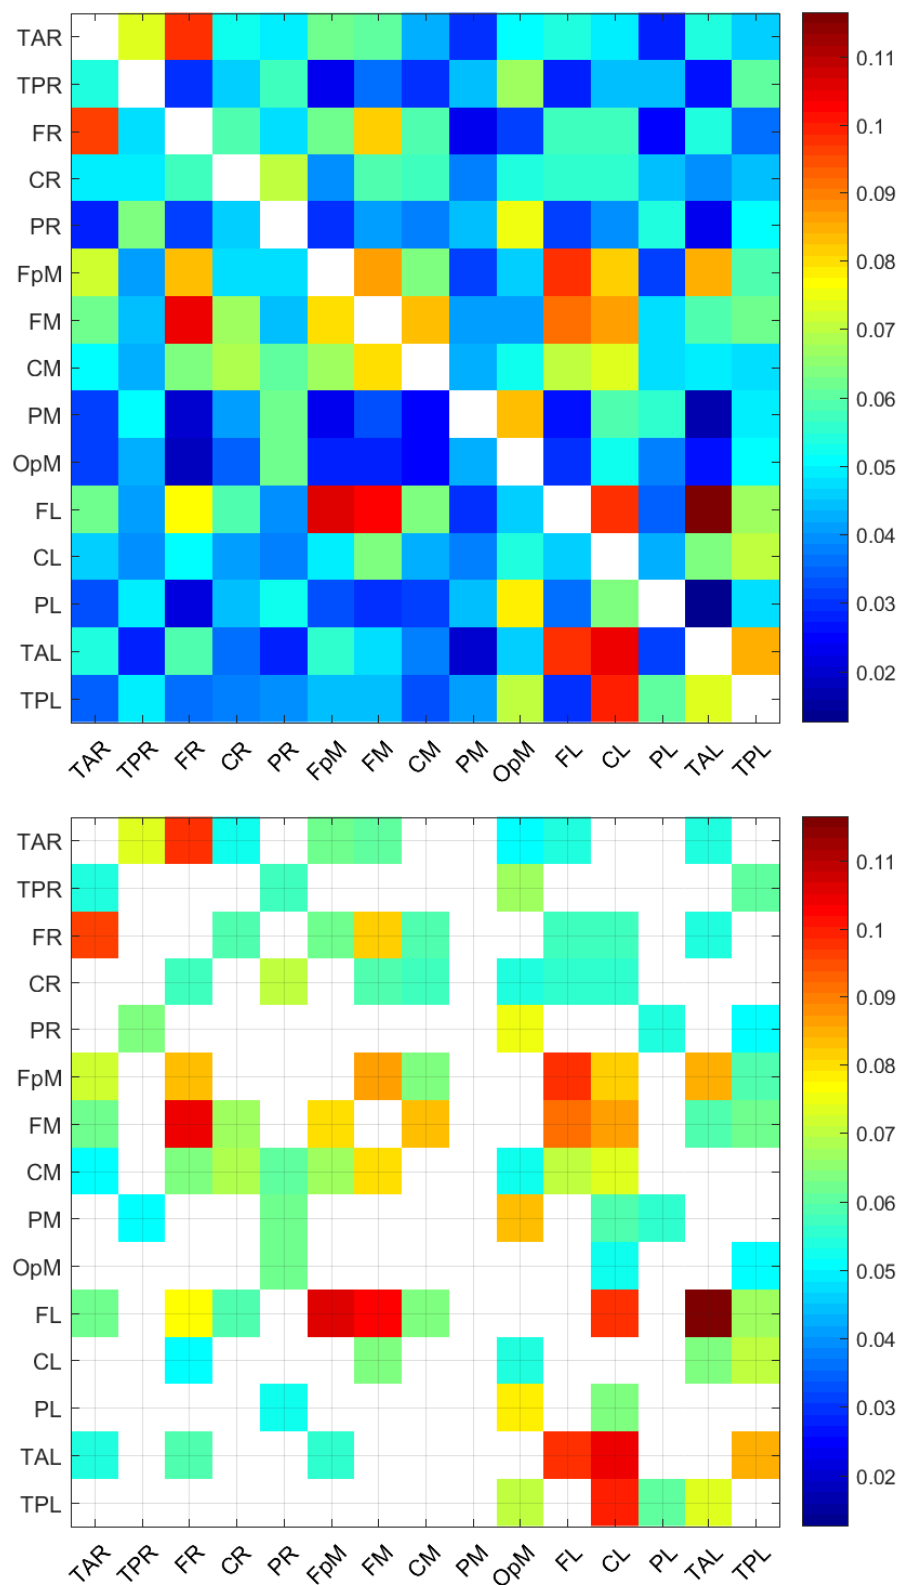 TAR
TPR
FR
CR
PR
FpM
FM
CM
PM
OpM
FL
CL
PL
TAL
TPL
TAR TPR FR CR PR FpM FM CM PM OpM FL CL PL TAL TPL
0.11
0.1
0.09
0.08
0.07
0.06
0.05
0.04
0.03
0.02
TAR
TPR
FR
CR
PR
FpM
FM
CM
PM
OpM
FL
CL
PL
TAL
TPL
TAR TPR FR CR PR FpM FM CM PM OpM FL CL PL TAL TPL
0.11
0.1
0.09
0.08
0.07
0.06
0.05
0.04
0.03
0.02